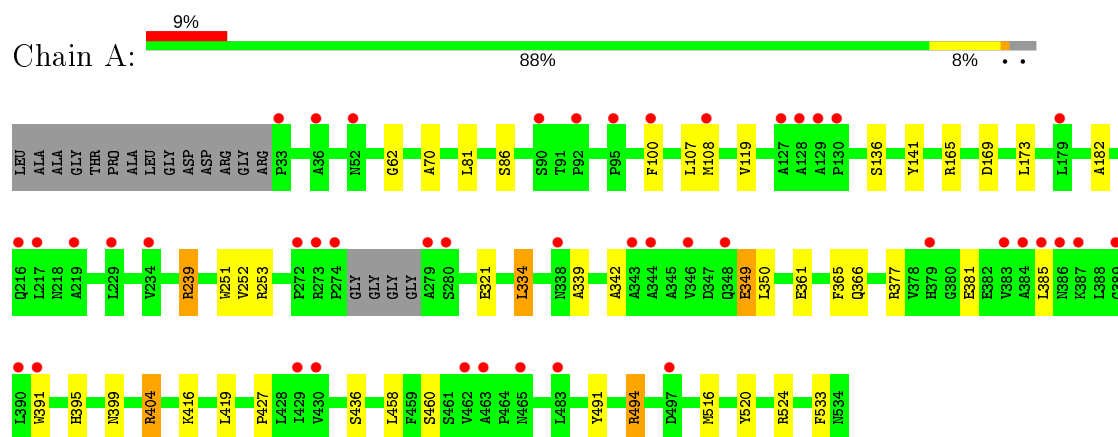 9%
Chain A:
88% 8% • •
LEU ALA ALA GLY THR PRO ALA LEU GLY ASP ASP ARG GLY ARG P33 A36 N52 G62 A70 L81 S86 S90 T91 P92 P95 F100 L107 M108 V119 A127 A128 A129 P130 S136 Y141 R165 D169 L173 L179 A182
Q216 L217 N218 A219 L229 V234 R239 W251 V252 R253 P272 R273 P274 GLY GLY GLY GLY A279 S280 E321 L334 N338 A339 A342 A343 A344 A345 V346 D347 Q348 E349 L350 E361 F365 Q366 R377 V378 H379 G380 E381 E382 V383 A384 L385 N386 K387 L388
L390 W391 H395 N399 R404 K416 L419 P427 L428 I429 V430 S436 L458 F459 S460 S461 V462 A463 P464 N465 L483 Y491 R494 D497 M516 Y520 R524 F533 N534